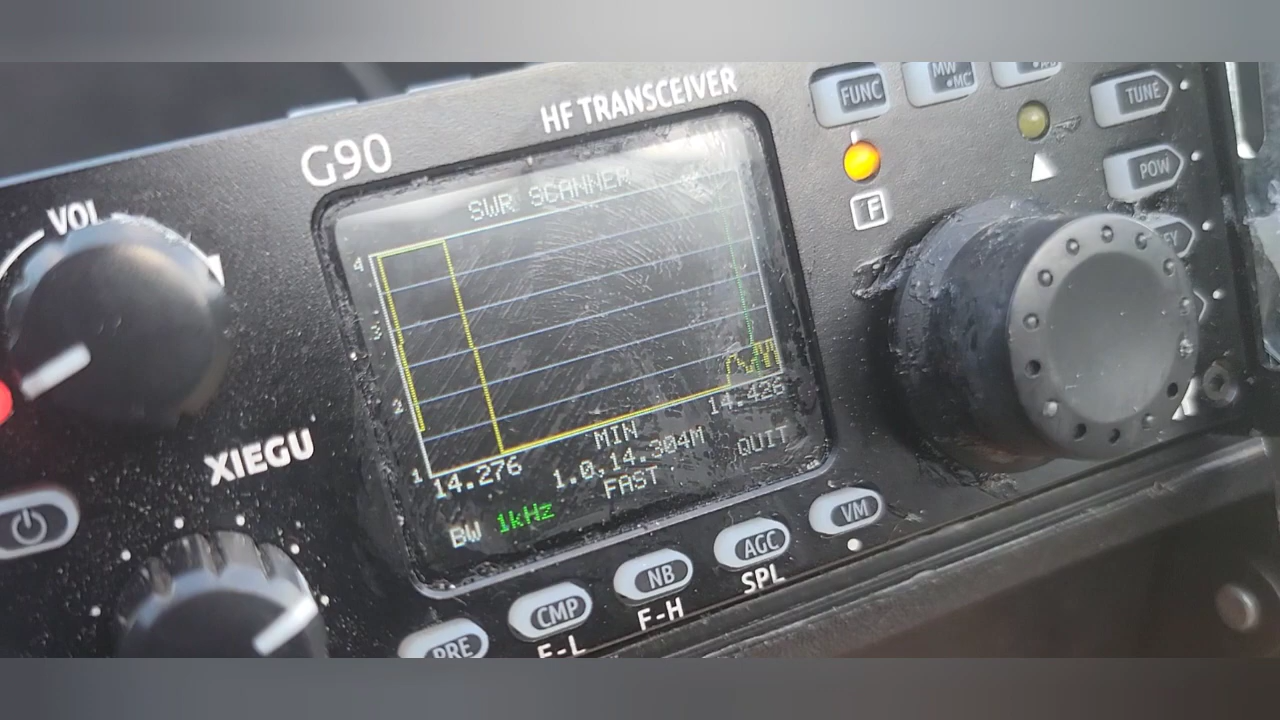 HF TRANSCEIVER
G90
FUNC
MW
•MC
TUNE
POW
F
VOL
SWR SCANNER
4
3
2
1
14.276
14.426
MIN
1.0,14.304M
FAST
QUIT
BW 1kHz
XIEGU
PRE
CMP
NB
AGC
VM
F-L
F-H
SPL